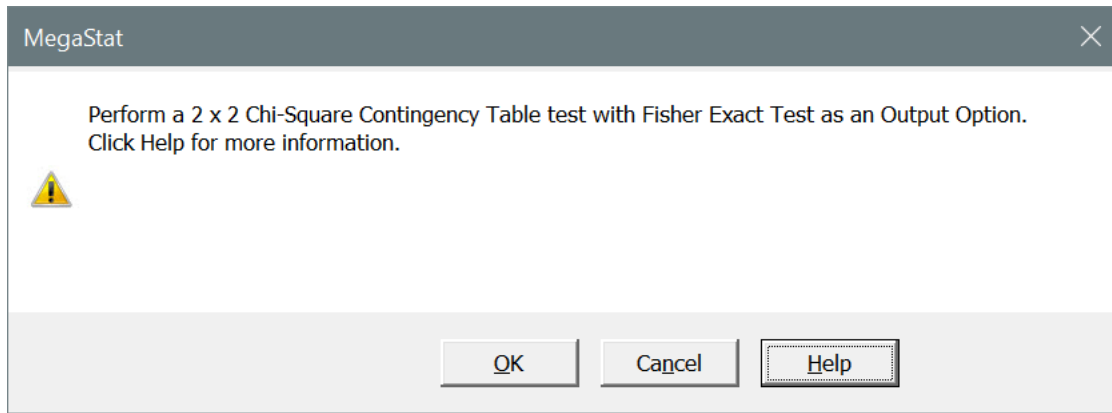 MegaStat
Perform a 2 x 2 Chi-Square Contingency Table test with Fisher Exact Test as an Output Option.
Click Help for more information.
OK
Cancel
Help